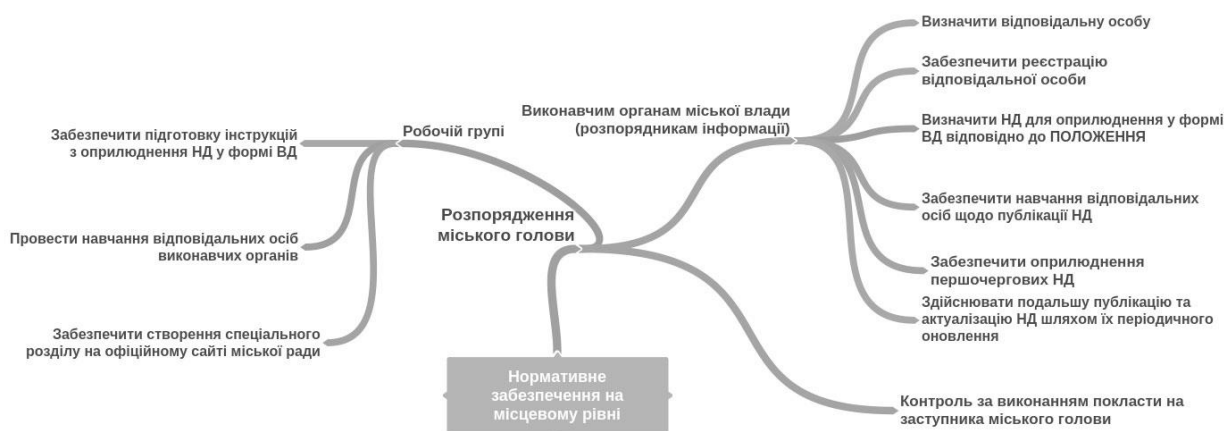 Нормативне
забезпечення на
місцевому рівні
Розпорядження
міського голови
Робочій групі
Забезпечити підготовку інструкцій
з оприлюднення НД у формі ВД
Провести навчання відповідальних осіб
виконавчих органів
Забезпечити створення спеціального
розділу на офіційному сайті міської ради
Виконавчим органам міської влади
(розпорядникам інформації)
Визначити відповідальну особу
Забезпечити реєстрацію
відповідальної особи
Визначити НД для оприлюднення у формі
ВД відповідно до ПОЛОЖЕННЯ
Забезпечити навчання відповідальних
осіб щодо публікації НД
Забезпечити оприлюднення
першочергових НД
Здійснювати подальшу публікацію та
актуалізацію НД шляхом їх періодичного
оновлення
Контроль за виконанням покласти на
заступника міського голови